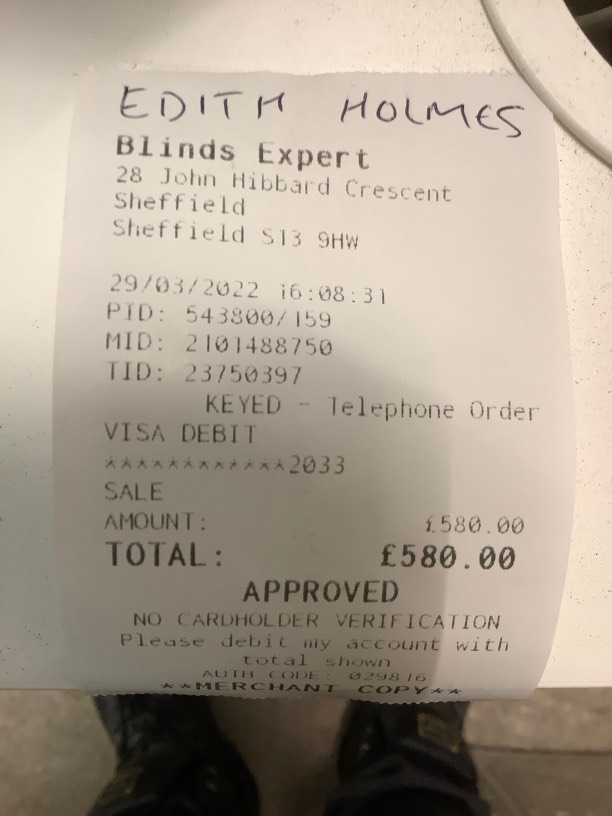 EDITH HOLMES
Blinds Expert
28 John Hibbard Crescent
Sheffield
Sheffield S13 9HW
29/03/2022 16:08:31
PID: 543800/159
MID: 2101488750
TID: 23750397
KEYED - Telephone Order
VISA DEBIT
************2033
SALE
AMOUNT: £580.00
TOTAL: £580.00
APPROVED
NO CARDHOLDER VERIFICATION
Please debit my account with
total shown
AUTH CODE: 029816
**MERCHANT COPY**